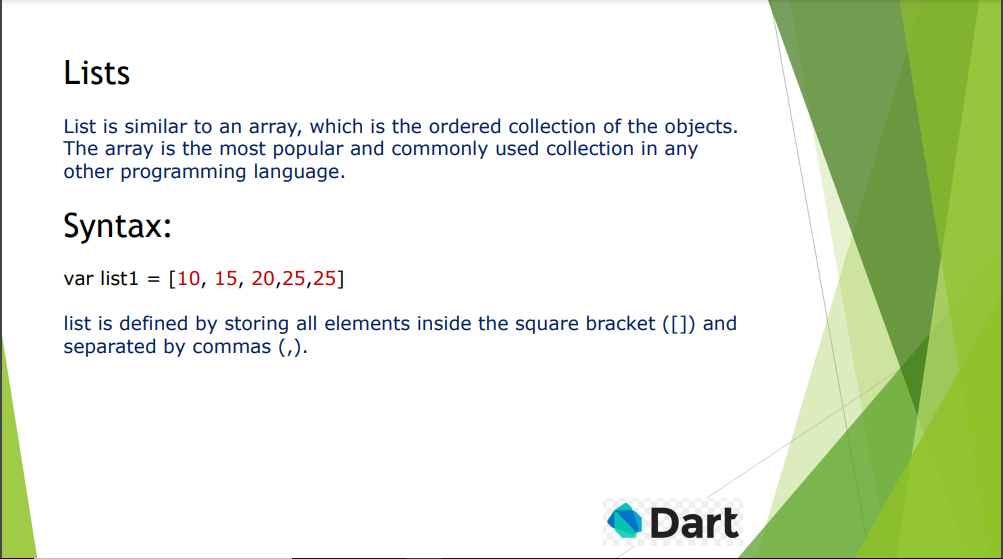 Lists
List is similar to an array, which is the ordered collection of the objects.
The array is the most popular and commonly used collection in any
other programming language.
Syntax:
var list1 = [10, 15, 20,25,25]
list is defined by storing all elements inside the square bracket ([]) and
separated by commas (,).
Dart